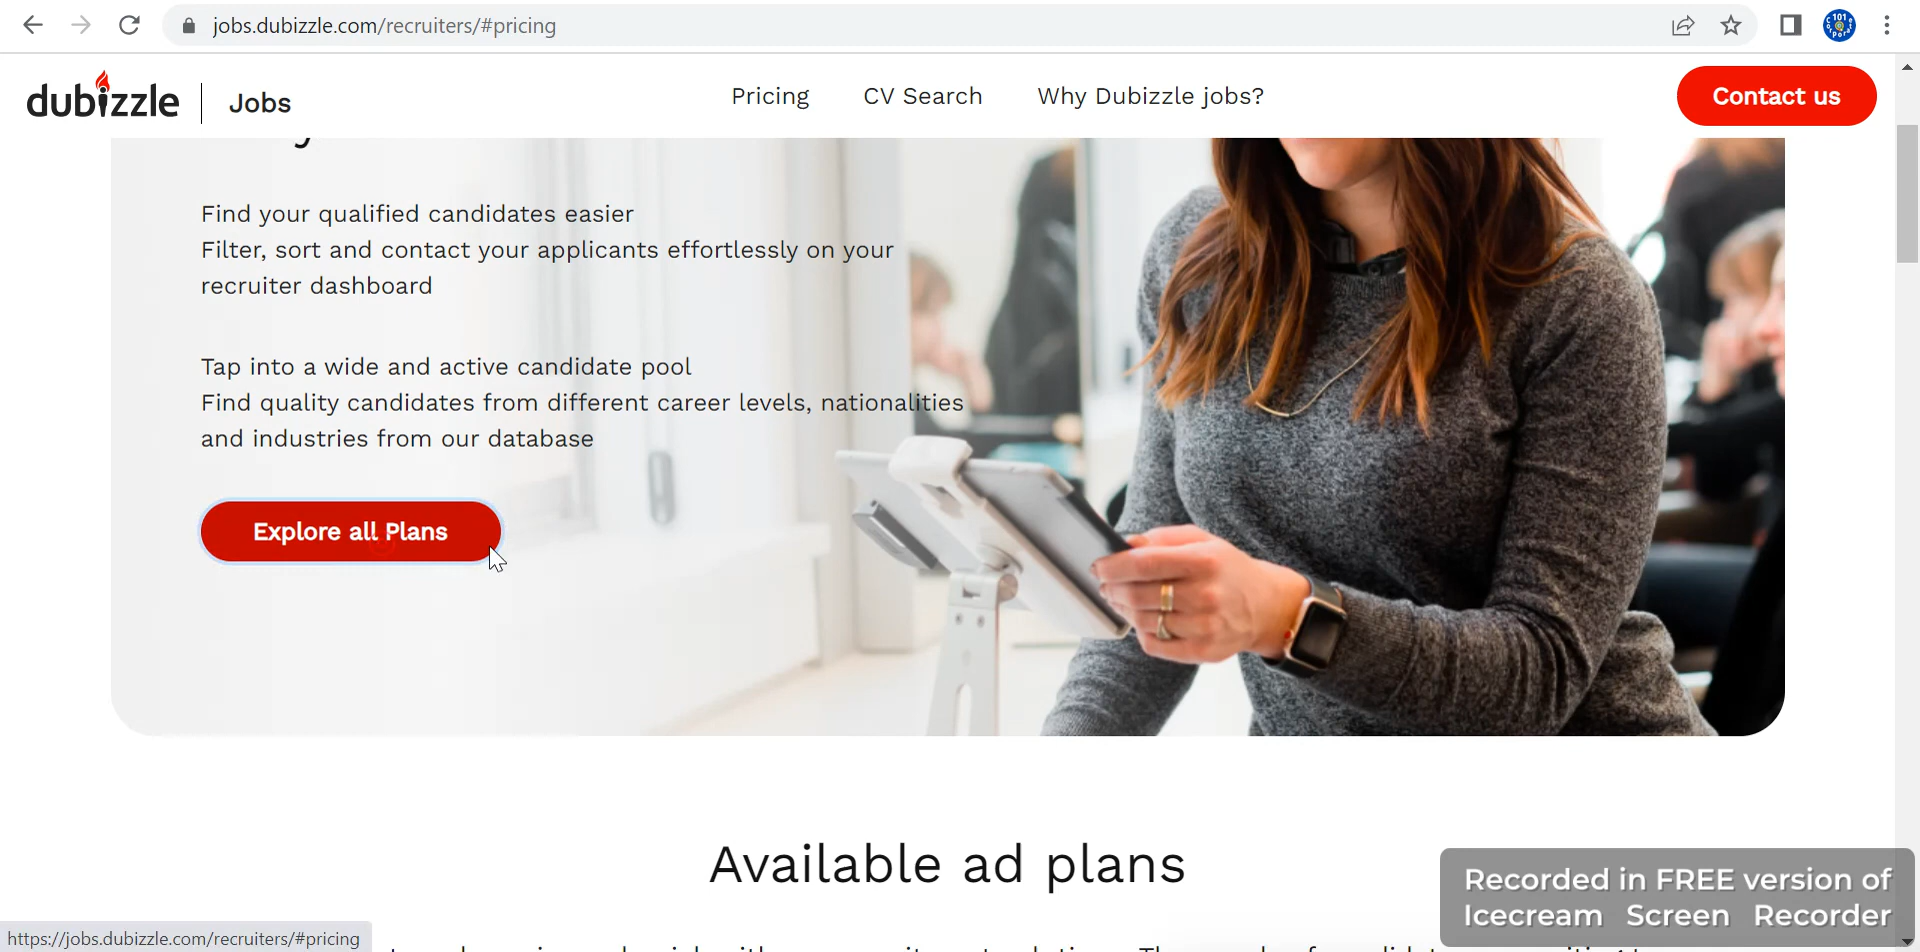 jobs.dubizzle.com/recruiters/#pricing
dubizzle
Jobs
Pricing
CV Search
Why Dubizzle jobs?
Contact us
Find your qualified candidates easier
Filter, sort and contact your applicants effortlessly on your
recruiter dashboard
Tap into a wide and active candidate pool
Find quality candidates from different career levels, nationalities
and industries from our database
Explore all Plans
Available ad plans
Recorded in FREE version of
Icecream Screen Recorder
https://jobs.dubizzle.com/recruiters/#pricing